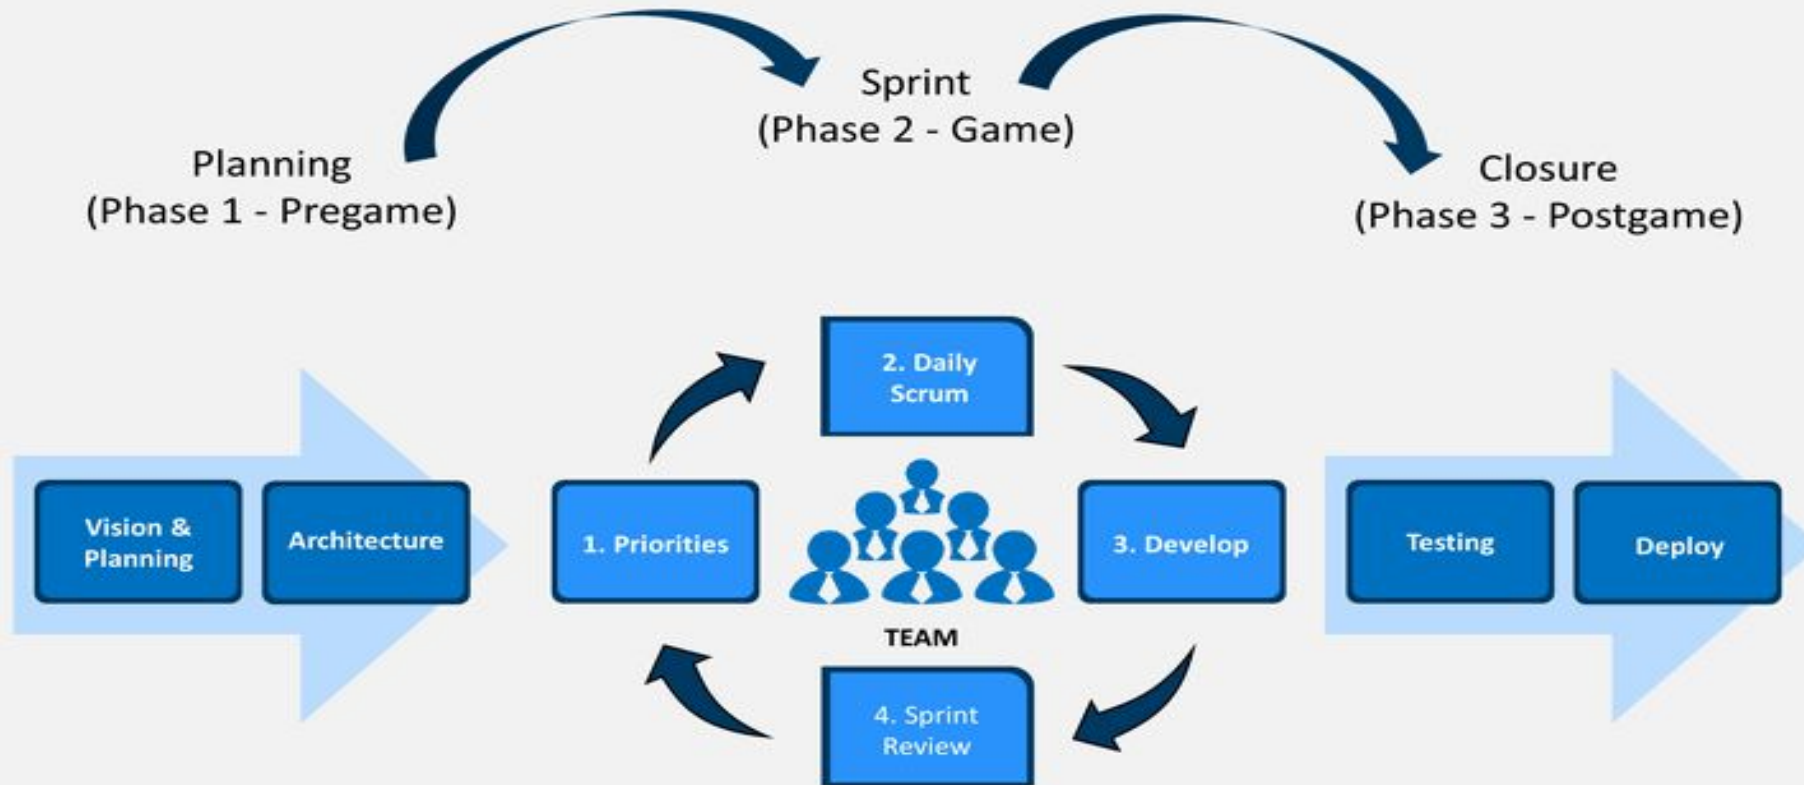 Sprint
(Phase 2 - Game)
Planning
(Phase 1 - Pregame)
Closure
(Phase 3 - Postgame)
2. Daily
Scrum
Vision &
Planning
Architecture
1. Priorities
3. Develop
Testing
Deploy
TEAM
4. Sprint
Review